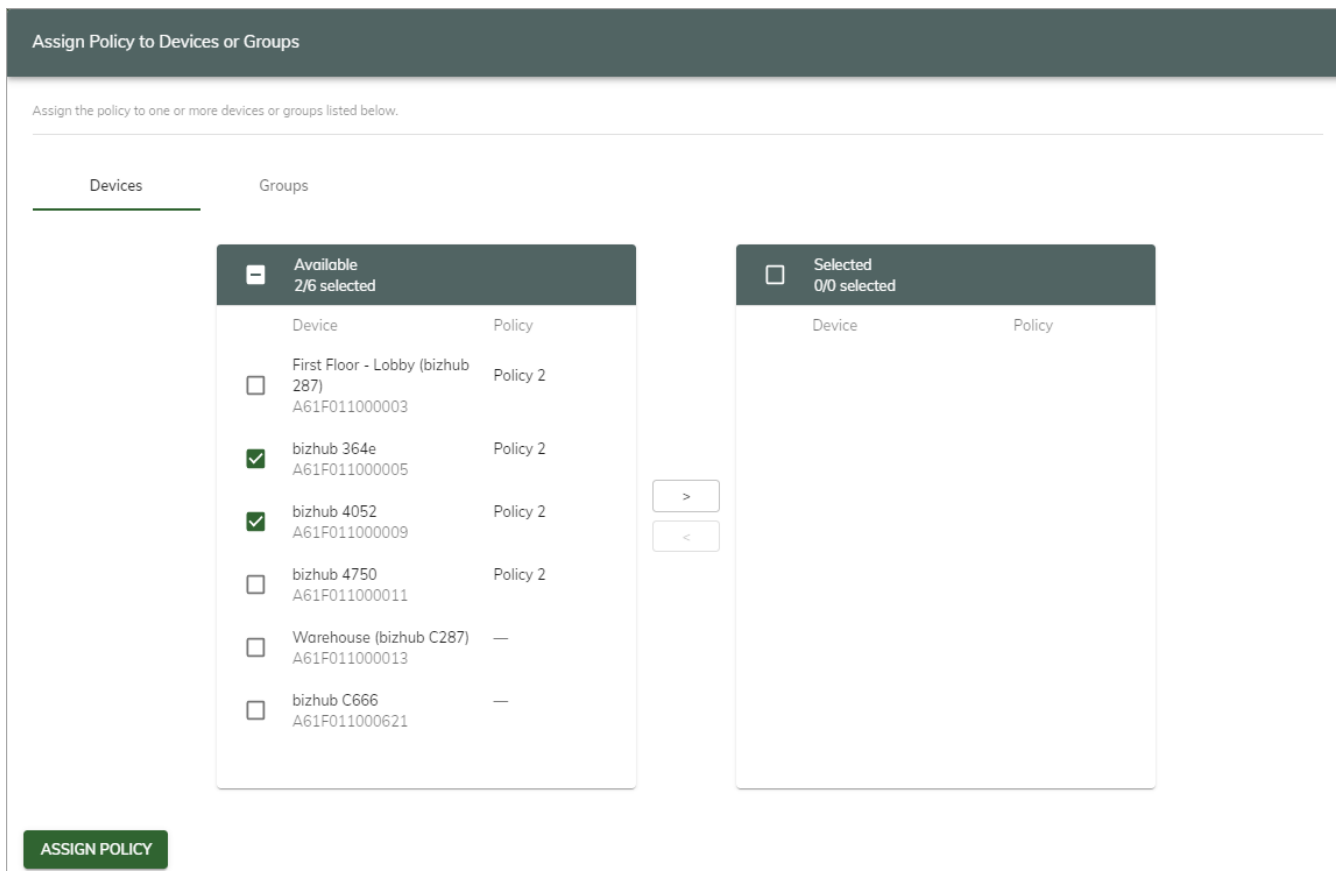 Assign Policy to Devices or Groups
Assign the policy to one or more devices or groups listed below.
Devices Groups
Available
2/6 selected
Device Policy
First Floor - Lobby (bizhub
287)
A61F011000003
Policy 2
bizhub 364e
A61F011000005
Policy 2
bizhub 4052
A61F011000009
Policy 2
bizhub 4750
A61F011000011
Policy 2
Warehouse (bizhub C287)
A61F011000013
—
bizhub C666
A61F011000621
—
>
<
Selected
0/0 selected
Device Policy
ASSIGN POLICY